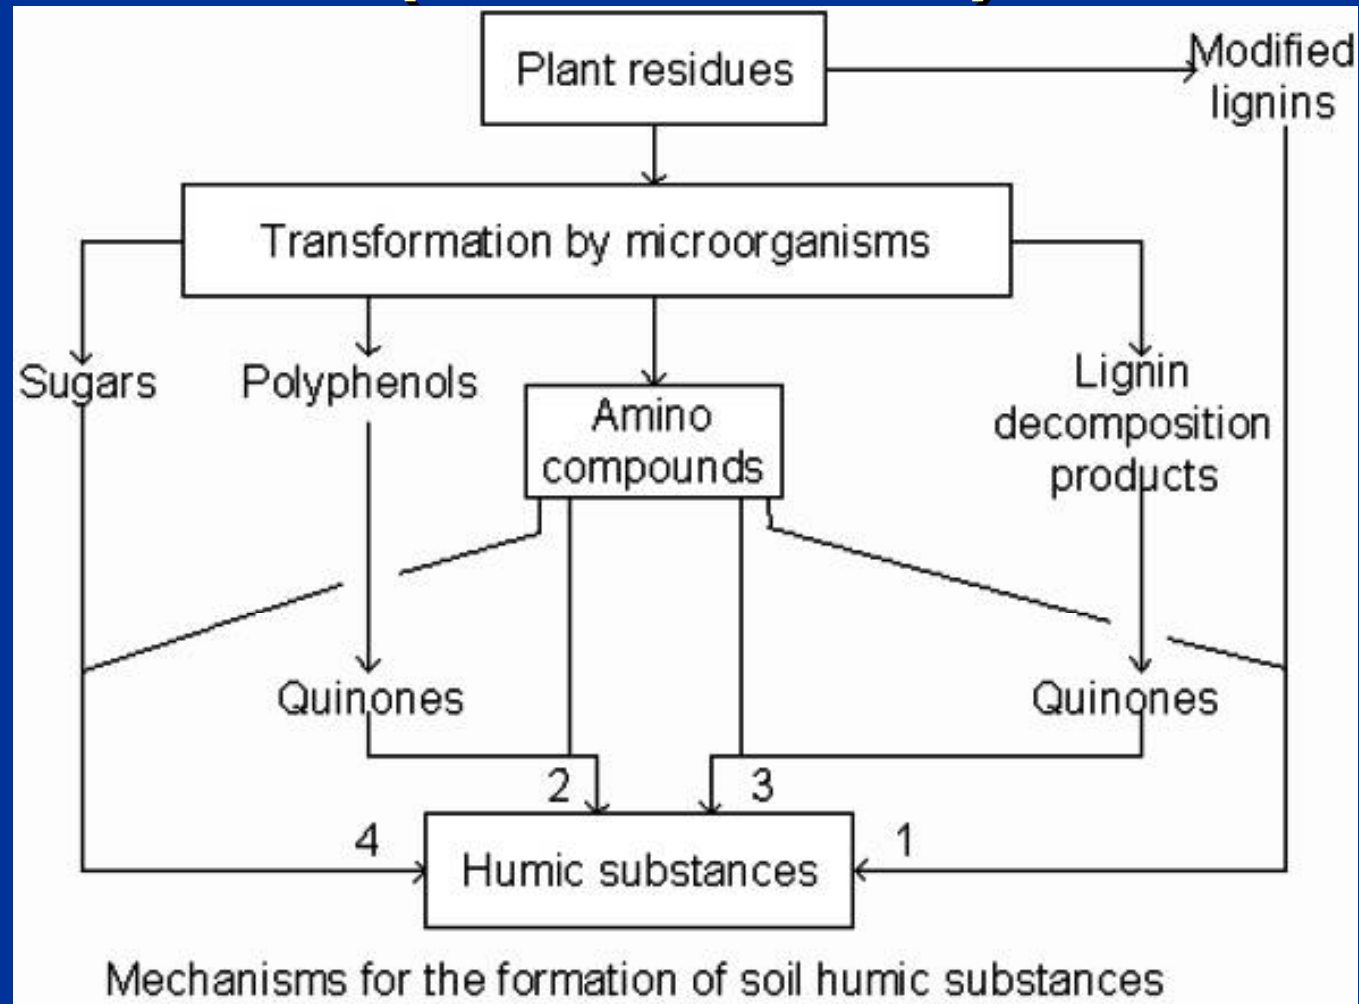 Plant residues
Modified
lignins
Transformation by microorganisms
Sugars
Polyphenols
Amino
compounds
Lignin
decomposition
products
Quinones
Quinones
2
3
4
1
Humic substances
Mechanisms for the formation of soil humic substances